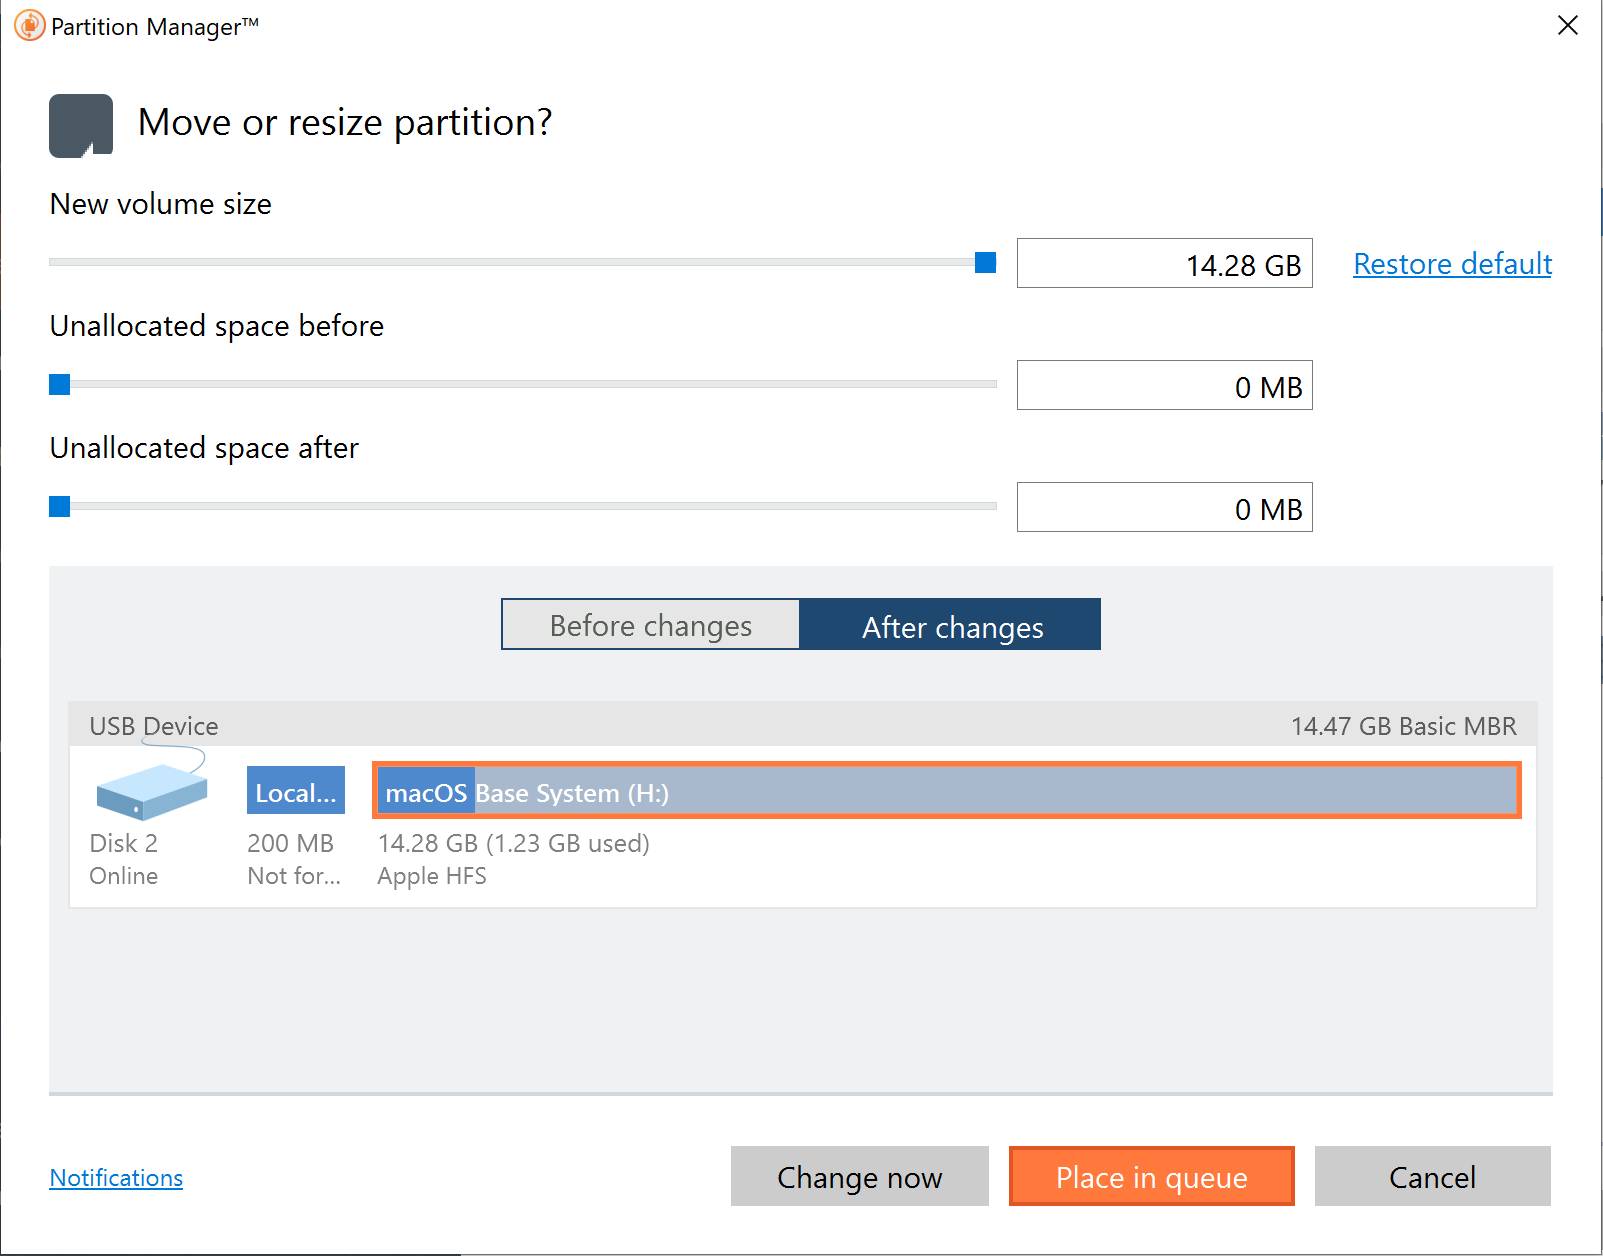 Partition Manager™
Move or resize partition?
New volume size
14.28 GB
Restore default
Unallocated space before
0 MB
Unallocated space after
0 MB
Before changes
After changes
USB Device
14.47 GB Basic MBR
Local...
macOS Base System (H:)
Disk 2
200 MB
14.28 GB (1.23 GB used)
Online
Not for...
Apple HFS
Notifications
Change now
Place in queue
Cancel